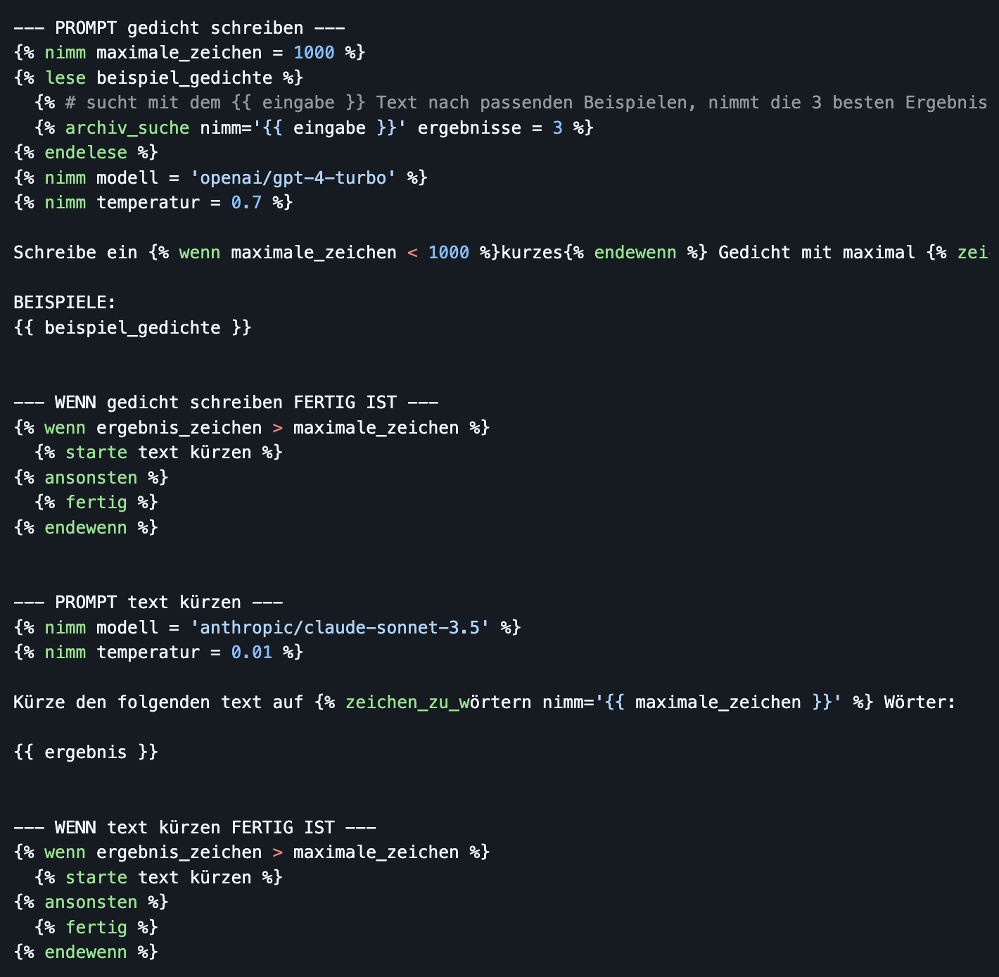 --- PROMPT gedicht schreiben ---
{% nimm maximale_zeichen = 1000 %}
{% lese beispiel_gedichte %}
  {% # sucht mit dem {{ eingabe }} Text nach passenden Beispielen, nimmt die 3 besten Ergebnis
  {% archiv_suche nimm='{{ eingabe }}' ergebnisse = 3 %}
{% endelese %}
{% nimm modell = 'openai/gpt-4-turbo' %}
{% nimm temperatur = 0.7 %}

Schreibe ein {% wenn maximale_zeichen < 1000 %}kurzes{% endewenn %} Gedicht mit maximal {% zei

BEISPIELE:
{{ beispiel_gedichte }}


--- WENN gedicht schreiben FERTIG IST ---
{% wenn ergebnis_zeichen > maximale_zeichen %}
  {% starte text kürzen %}
{% ansonsten %}
  {% fertig %}
{% endewenn %}


--- PROMPT text kürzen ---
{% nimm modell = 'anthropic/claude-sonnet-3.5' %}
{% nimm temperatur = 0.01 %}

Kürze den folgenden text auf {% zeichen_zu_wörtern nimm='{{ maximale_zeichen }}' %} Wörter:

{{ ergebnis }}


--- WENN text kürzen FERTIG IST ---
{% wenn ergebnis_zeichen > maximale_zeichen %}
  {% starte text kürzen %}
{% ansonsten %}
  {% fertig %}
{% endewenn %}